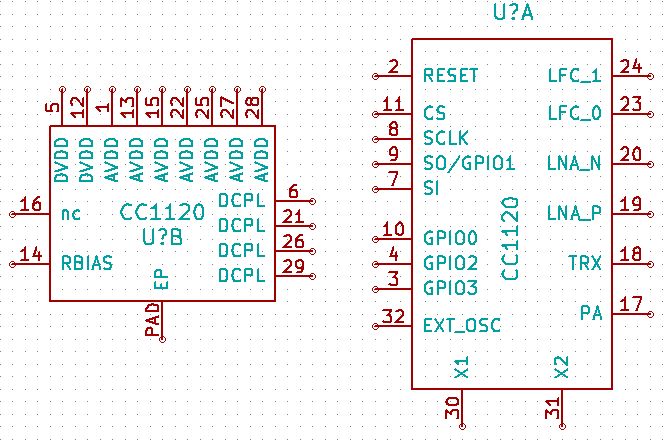 U?A
5 12 1 13 15 22 25 27 28
DVDD DVDD AVDD AVDD AVDD AVDD AVDD AVDD AVDD
16 nc
14 RBIAS
CC1120
U?B
DCPL 6
DCPL 21
DCPL 26
DCPL 29
EP
PAD
2 RESET
11 CS
8 SCLK
9 SO/GPIO1
7 SI
10 GPIO0
4 GPIO2
3 GPIO3
32 EXT_OSC
CC1120
LFC_1 24
LFC_0 23
LNA_N 20
LNA_P 19
TRX 18
PA 17
X1 X2
30 31